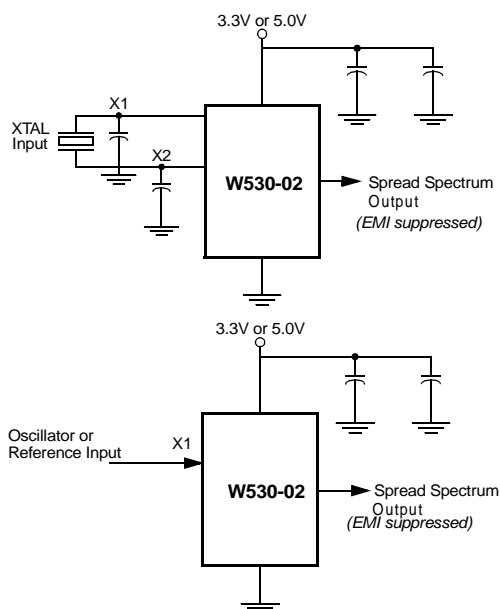 3.3V or 5.0V
X1
XTAL
Input
X2
W530-02
Spread Spectrum
Output
(EMI suppressed)
3.3V or 5.0V
Oscillator or
Reference Input
X1
W530-02
Spread Spectrum
Output
(EMI suppressed)